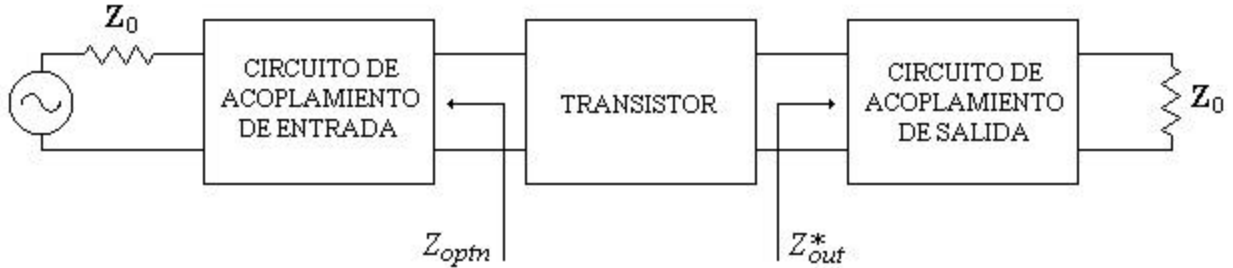 Z₀
CIRCUITO DE
ACOPLAMIENTO
DE ENTRADA
TRANSISTOR
CIRCUITO DE
ACOPLAMIENTO
DE SALIDA
Z₀
Zoptn
Z*out